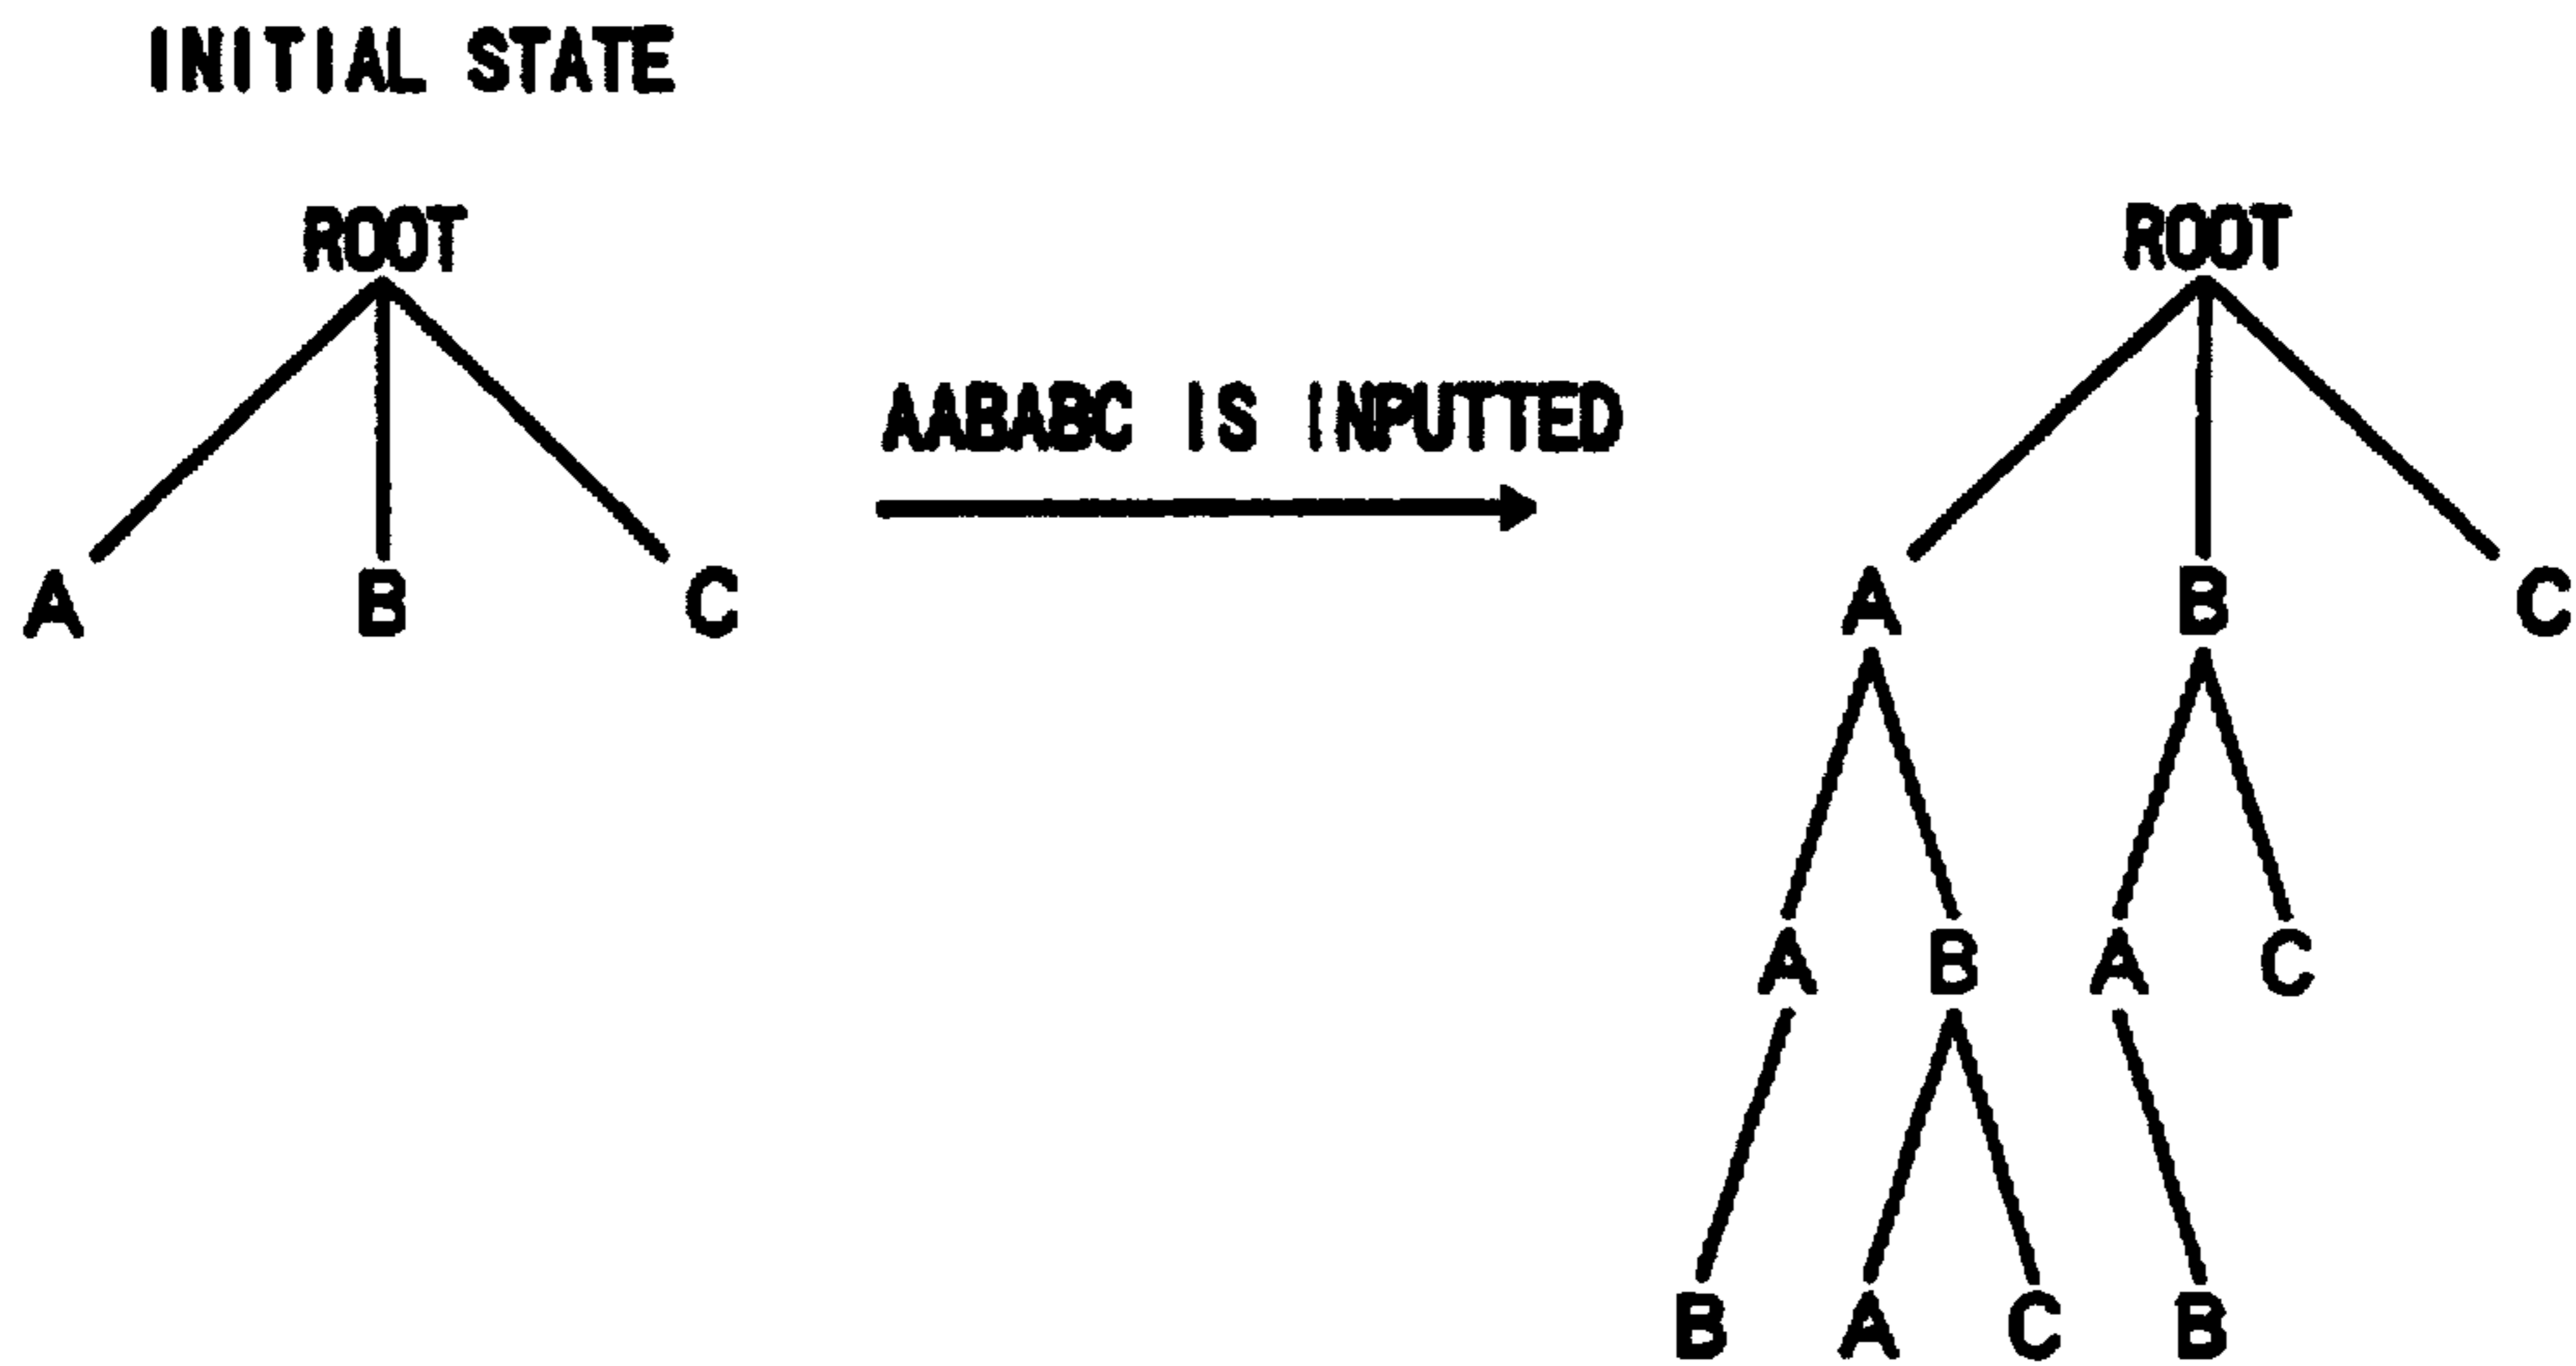 INITIAL STATE
ROOT ROOT
AABABC IS INPUTTED
A B C A B C
A B A C
B A C B